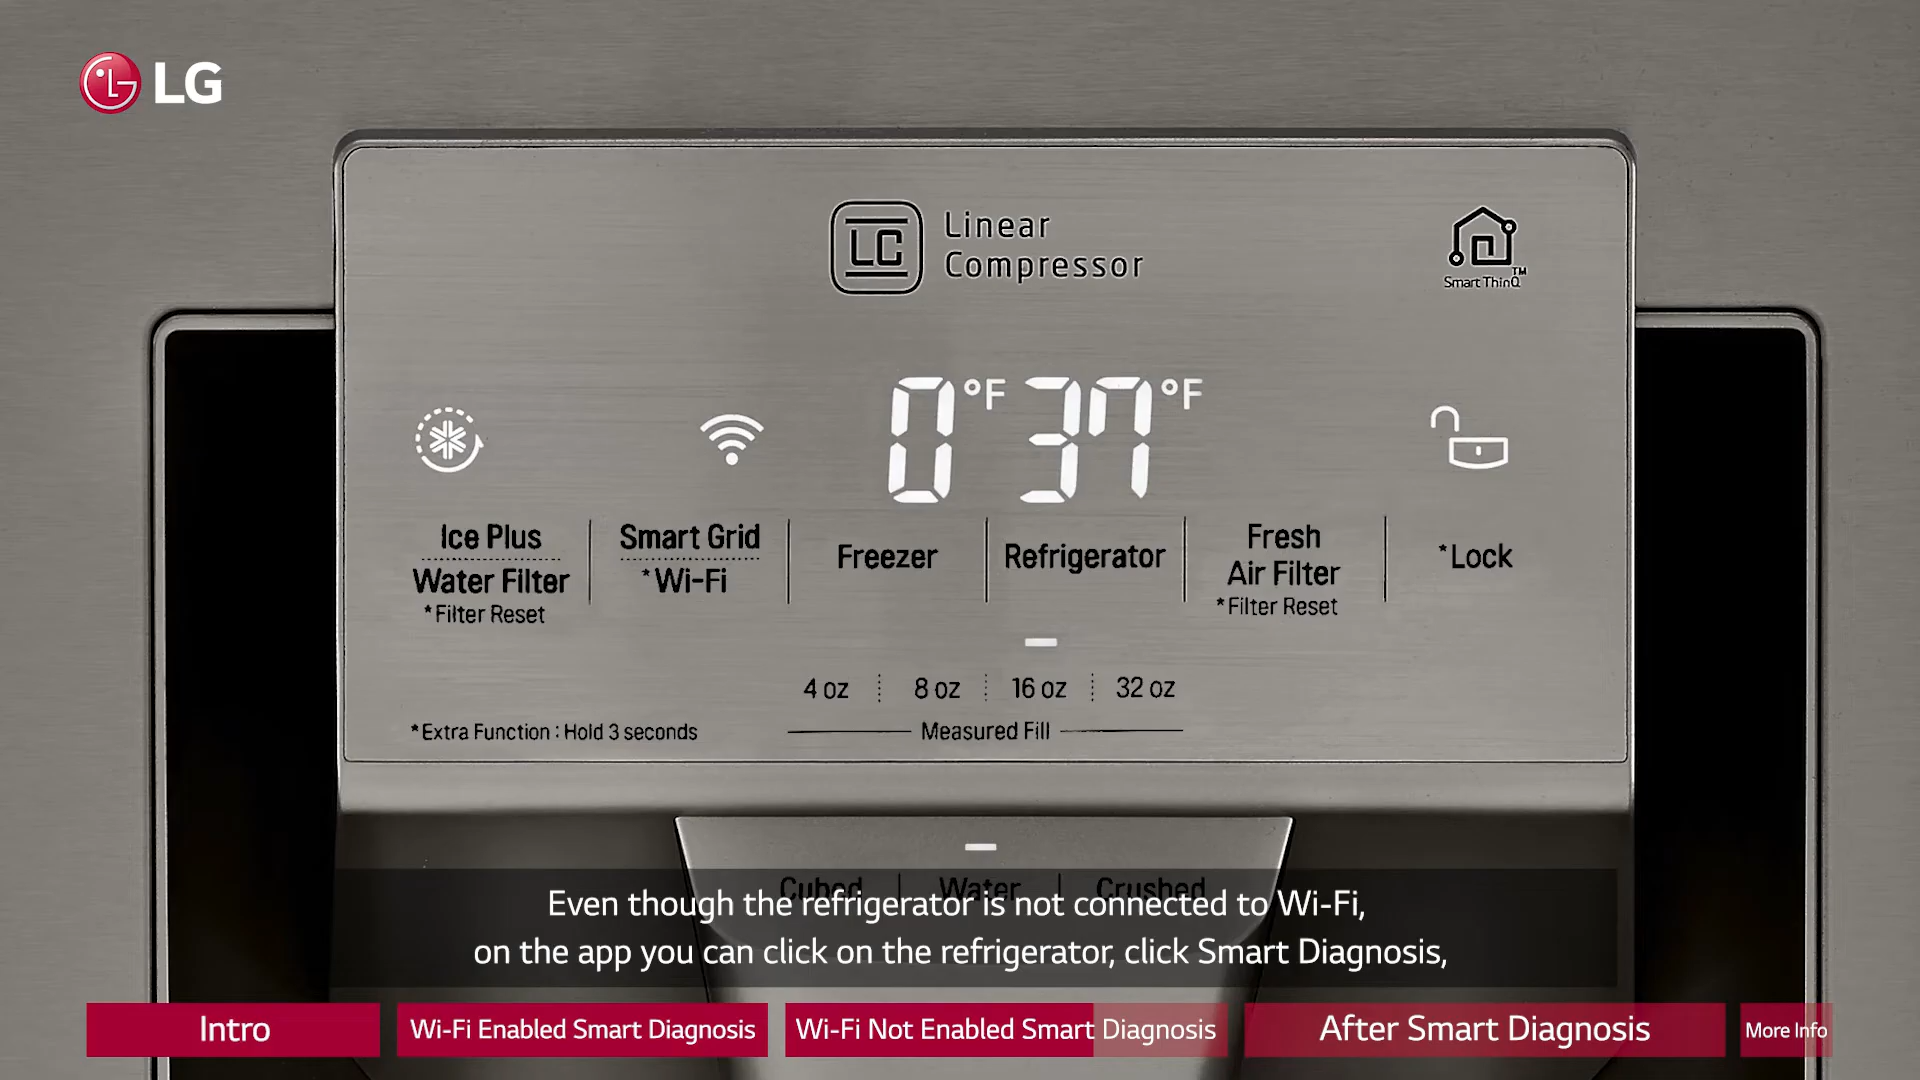 LG
LG
Linear
Compressor
Smart ThinQ™
0°F 37°F
Ice Plus
Water Filter
*Filter Reset
Smart Grid
*Wi-Fi
Freezer
Refrigerator
Fresh
Air Filter
*Filter Reset
*Lock
4 oz 8 oz 16 oz 32 oz
Measured Fill
*Extra Function : Hold 3 seconds
Cubed Water Crushed
Even though the refrigerator is not connected to Wi-Fi,
on the app you can click on the refrigerator, click Smart Diagnosis,
Intro
Wi-Fi Enabled Smart Diagnosis
Wi-Fi Not Enabled Smart Diagnosis
After Smart Diagnosis
More Info